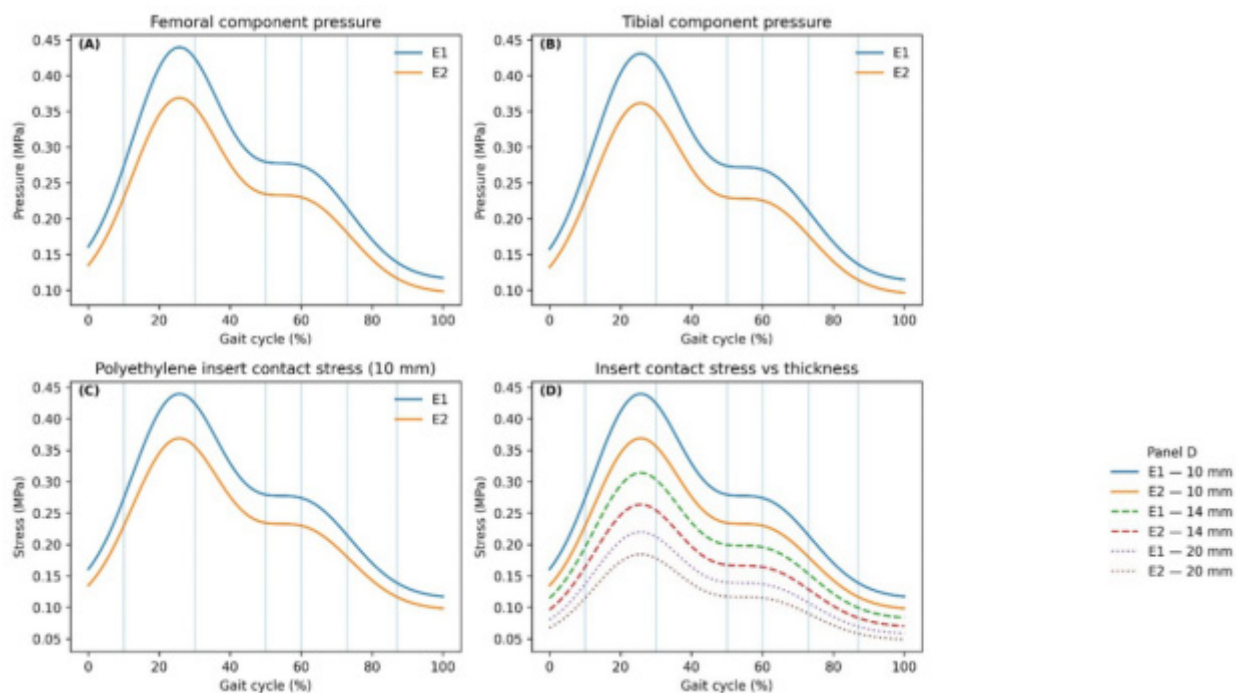 Femoral component pressure
(A)
E1
E2
0.45
0.40
0.35
0.30
0.25
0.20
0.15
0.10
Pressure (MPa)
0 20 40 60 80 100
Gait cycle (%)
Tibial component pressure
(B)
E1
E2
0.45
0.40
0.35
0.30
0.25
0.20
0.15
0.10
Pressure (MPa)
0 20 40 60 80 100
Gait cycle (%)
Polyethylene insert contact stress (10 mm)
(C)
E1
E2
0.45
0.40
0.35
0.30
0.25
0.20
0.15
0.10
0.05
Stress (MPa)
0 20 40 60 80 100
Gait cycle (%)
Insert contact stress vs thickness
(D)
0.45
0.40
0.35
0.30
0.25
0.20
0.15
0.10
0.05
Stress (MPa)
0 20 40 60 80 100
Gait cycle (%)
Panel D
E1 — 10 mm
E2 — 10 mm
E1 — 14 mm
E2 — 14 mm
E1 — 20 mm
E2 — 20 mm